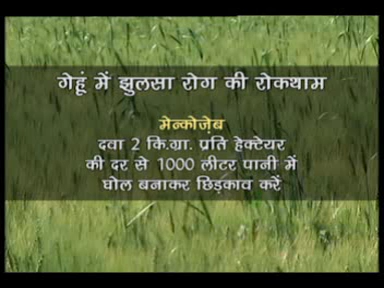 गेहूं में झुलसा रोग की रोकथाम
मेन्कोज़ेब
दवा 2 कि.ग्रा. प्रति हेक्टेयर
की दर से 1000 लीटर पानी में
घोल बनाकर छिड़काव करें